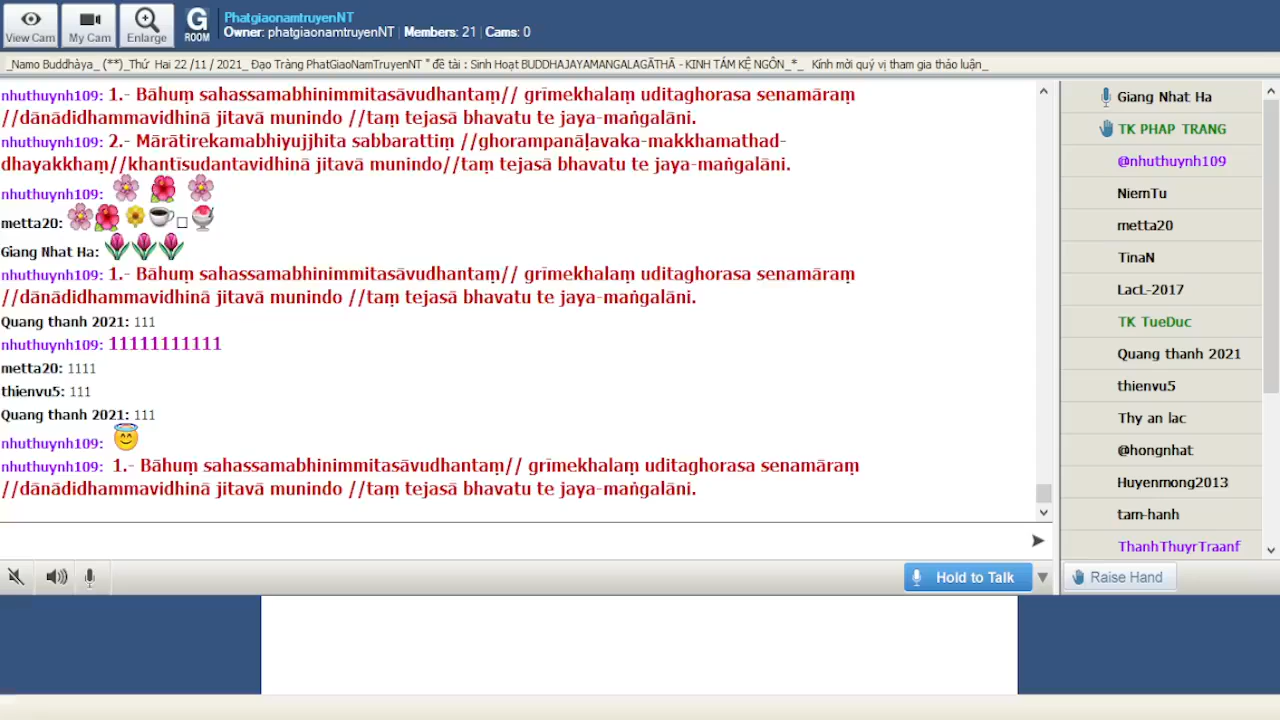 View Cam
My Cam
Enlarge
G
ROOM
PhatgiaonamtruyenNT
Owner: phatgiaonamtruyenNT | Members: 21 | Cams: 0
_Namo Buddhàya_ (**)_Thứ Hai 22 /11 / 2021_ Đạo Tràng PhatGiaoNamTruyenNT " đề tài : Sinh Hoạt BUDDHAJAYAMANGALAGĀTHĀ - KINH TÁM KỆ NGÔN_*_ Kính mời quý vị tham gia thảo luận_
nhuthuynh109: 1.- Bāhuṃ sahassamabhinimmitasāvudhantaṃ// grīmekhalaṃ uditaghorasa senamāraṃ
//dānādidhammavidhinā jitavā munindo //taṃ tejasā bhavatu te jaya-maṅgalāni.
nhuthuynh109: 2.- Mārātirekamabhiyujjhita sabbarattiṃ //ghorampanāḷavaka-makkhamathad-
dhayakkhaṃ//khantīsudantavidhinā jitavā munindo//taṃ tejasā bhavatu te jaya-maṅgalāni.
nhuthuynh109:
metta20:
Giang Nhat Ha:
nhuthuynh109: 1.- Bāhuṃ sahassamabhinimmitasāvudhantaṃ// grīmekhalaṃ uditaghorasa senamāraṃ
//dānādidhammavidhinā jitavā munindo //taṃ tejasā bhavatu te jaya-maṅgalāni.
Quang thanh 2021: 111
nhuthuynh109: 11111111111
metta20: 1111
thienvu5: 111
Quang thanh 2021: 111
nhuthuynh109:
nhuthuynh109: 1.- Bāhuṃ sahassamabhinimmitasāvudhantaṃ// grīmekhalaṃ uditaghorasa senamāraṃ
//dānādidhammavidhinā jitavā munindo //taṃ tejasā bhavatu te jaya-maṅgalāni.
Giang Nhat Ha
TK PHAP TRANG
@nhuthuynh109
NiemTu
metta20
TinaN
LacL-2017
TK TueDuc
Quang thanh 2021
thienvu5
Thy an lac
@hongnhat
Huyenmong2013
tam-hanh
ThanhThuyrTraanf
Hold to Talk
Raise Hand